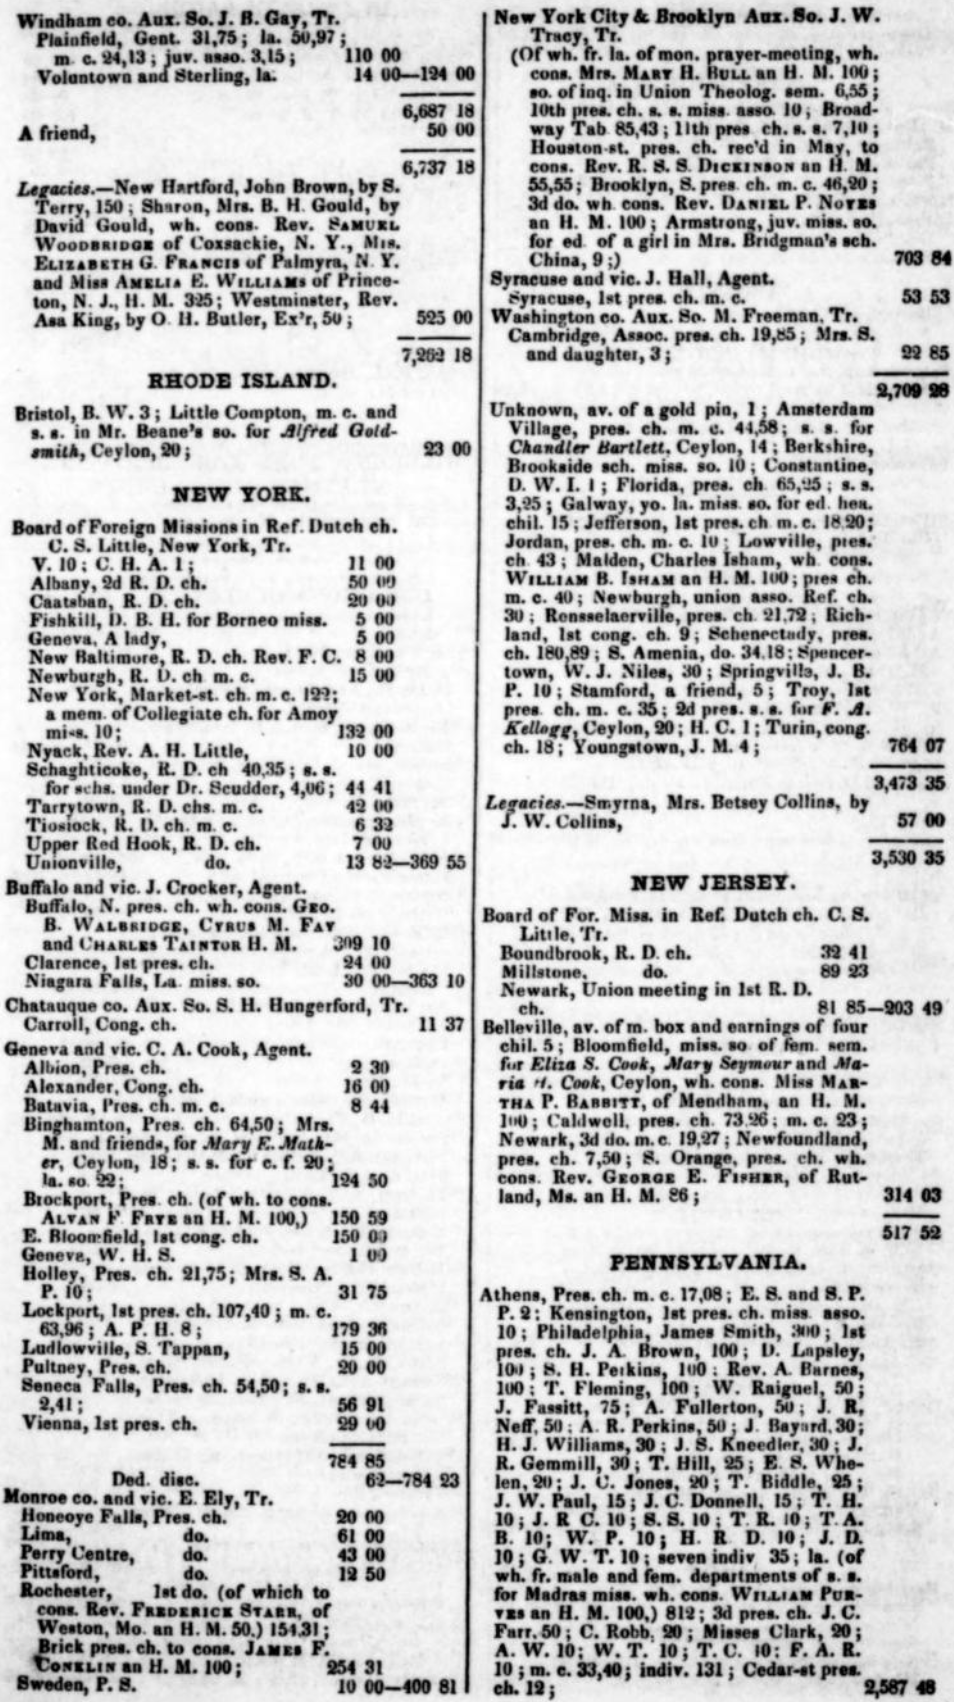 Windham co. Aux. So. J. B. Gay, Tr.
Plainfield, Gent. 31,75; la. 50,97;
m. c. 24,13; juv. asso. 3,15; 110 00
Voluntown and Sterling, la. 14 00—124 00
6,687 18
A friend, 50 00
6,737 18
Legacies.—New Hartford, John Brown, by S.
Terry, 150; Sharon, Mrs. B. H. Gould, by
David Gould, wh. cons. Rev. SAMUEL
WOODBRIDGE of Coxsackie, N. Y., Mrs.
ELIZABETH G. FRANCIS of Palmyra, N. Y.
and Miss AMELIA E. WILLIAMS of Prince-
ton, N. J., H. M. 325; Westminster, Rev.
Asa King, by O. H. Butler, Ex'r, 50; 525 00
7,262 18
RHODE ISLAND.
Bristol, B. W. 3; Little Compton, m. c. and
s. s. in Mr. Beane's so. for Alfred Gold-
smith, Ceylon, 20; 23 00
NEW YORK.
Board of Foreign Missions in Ref. Dutch ch.
C. S. Little, New York, Tr.
V. 10; C. H. A. 1; 11 00
Albany, 2d R. D. ch. 50 00
Caatsban, R. D. ch. 20 00
Fishkill, D. B. H. for Borneo miss. 5 00
Geneva, A lady, 5 00
New Baltimore, R. D. ch. Rev. F. C. 8 00
Newburgh, R. D. ch m. c. 15 00
New York, Market-st. ch. m. c. 122;
a mem. of Collegiate ch. for Amoy
miss. 10; 132 00
Nyack, Rev. A. H. Little, 10 00
Schaghticoke, R. D. ch 40,35; s. s.
for schs. under Dr. Scudder, 4,06; 44 41
Tarrytown, R. D. chs. m. c. 42 00
Tiosiock, R. D. ch. m. c. 6 32
Upper Red Hook, R. D. ch. 7 00
Unionville, do. 13 82—369 55
Buffalo and vic. J. Crocker, Agent.
Buffalo, N. pres. ch. wh. cons. GEO.
B. WALBRIDGE, CYRUS M. FAY
and CHARLES TAINTOR H. M. 309 10
Clarence, 1st pres. ch. 24 00
Niagara Falls, La. miss. so. 30 00—363 10
Chatauque co. Aux. So. S. H. Hungerford, Tr.
Carroll, Cong. ch. 11 37
Geneva and vic. C. A. Cook, Agent.
Albion, Pres. ch. 2 30
Alexander, Cong. ch. 16 00
Batavia, Pres. ch. m. c. 8 44
Binghamton, Pres. ch. 64,50; Mrs.
M. and friends, for Mary E. Math-
er, Ceylon, 18; s. s. for c. f. 20;
la. so. 22; 124 50
Brockport, Pres. ch. (of wh. to cons.
ALVAN F. FRYE an H. M. 100,) 150 59
E. Bloomfield, 1st cong. ch. 150 00
Geneva, W. H. S. 1 00
Holley, Pres. ch. 21,75; Mrs. S. A.
P. 10; 31 75
Lockport, 1st pres. ch. 107,40; m. c.
63,96; A. P. H. 8; 179 36
Ludlowville, S. Tappan, 15 00
Pultney, Pres. ch. 20 00
Seneca Falls, Pres. ch. 54,50; s. s.
2,41; 56 91
Vienna, 1st pres. ch. 29 00
784 85
Ded. disc. 62—784 23
Monroe co. and vic. E. Ely, Tr.
Honeoye Falls, Pres. ch. 20 00
Lima, do. 61 00
Perry Centre, do. 43 00
Pittsford, do. 12 50
Rochester, 1st do. (of which to
cons. Rev. FREDERICK STARR, of
Weston, Mo. an H. M. 50.) 154,31;
Brick pres. ch. to cons. JAMES F.
CONKLIN an H. M. 100; 254 31
Sweden, P. S. 10 00—400 81
New York City & Brooklyn Aux. So. J. W.
Tracy, Tr.
(Of wh. fr. la. of mon. prayer-meeting, wh.
cons. Mrs. MARY H. BULL an H. M. 100;
so. of inq. in Union Theolog. sem. 6,55;
10th pres. ch. s. s. miss. asso. 10; Broad-
way Tab. 85,43; 11th pres ch. s. s. 7,10;
Houston-st. pres. ch. rec'd in May, to
cons. Rev. R. S. S. DICKINSON an H. M.
55,55; Brooklyn, S. pres. ch. m. c. 46,20;
3d do. wh. cons. Rev. DANIEL P. NOYES
an H. M. 100; Armstrong, juv. miss. so.
for ed. of a girl in Mrs. Bridgman's sch.
China, 9;) 703 84
Syracuse and vic. J. Hall, Agent.
Syracuse, 1st pres. ch. m. c. 53 53
Washington co. Aux. So. M. Freeman, Tr.
Cambridge, Assoc. pres. ch. 19,85; Mrs. S.
and daughter, 3; 22 85
2,709 28
Unknown, av. of a gold pin, 1; Amsterdam
Village, pres. ch. m. c. 44,58; s. s. for
Chandler Bartlett, Ceylon, 14; Berkshire,
Brookside sch. miss. so. 10; Constantine,
D. W. I. 1; Florida, pres. ch. 65,25; s. s.
3,25; Galway, yo. la. miss. so. for ed. hea.
chil. 15; Jefferson, 1st pres. ch. m. c. 18,20;
Jordan, pres. ch. m. c. 10; Lowville, pres.
ch. 43; Malden, Charles Isham, wh. cons.
WILLIAM B. ISHAM an H. M. 100; pres ch.
m. c. 40; Newburgh, union asso. Ref. ch.
30; Rensselaerville, pres. ch. 21,72; Rich-
land, 1st cong. ch. 9; Schenectady, pres.
ch. 180,89; S. Amenia, do. 34,18; Spencer-
town, W. J. Niles, 30; Springville, J. B.
P. 10; Stamford, a friend, 5; Troy, 1st
pres. ch. m. c. 35; 2d pres. s. s. for F. A.
Kellogg, Ceylon, 20; H. C. 1; Turin, cong.
ch. 18; Youngstown, J. M. 4; 764 07
3,473 35
Legacies.—Smyrna, Mrs. Betsey Collins, by
J. W. Collins, 57 00
3,530 35
NEW JERSEY.
Board of For. Miss. in Ref. Dutch ch. C. S.
Little, Tr.
Boundbrook, R. D. ch. 32 41
Millstone, do. 89 23
Newark, Union meeting in 1st R. D.
ch. 81 85—203 49
Belleville, av. of m. box and earnings of four
chil. 5; Bloomfield, miss. so. of fem. sem.
for Eliza S. Cook, Mary Seymour and Ma-
ria H. Cook, Ceylon, wh. cons. Miss MAR-
THA P. BABBITT, of Mendham, an H. M.
100; Caldwell, pres. ch. 73,26; m. c. 23;
Newark, 3d do. m. c. 19,27; Newfoundland,
pres. ch. 7,50; S. Orange, pres. ch. wh.
cons. Rev. GEORGE E. FISHER, of Rut-
land, Ms. an H. M. 86; 314 03
517 52
PENNSYLVANIA.
Athens, Pres. ch. m. c. 17,08; E. S. and S. P.
P. 2; Kensington, 1st pres. ch. miss. asso.
10; Philadelphia, James Smith, 300; 1st
pres. ch. J. A. Brown, 100; D. Lapsley,
100; S. H. Perkins, 100; Rev. A. Barnes,
100; T. Fleming, 100; W. Raiguel, 50;
J. Fassitt, 75; A. Fullerton, 50; J. R.
Neff, 50; A. R. Perkins, 50; J. Bayard, 30;
H. J. Williams, 30; J. S. Kneedler, 30; J.
R. Gemmill, 30; T. Hill, 25; E. S. Whe-
len, 20; J. C. Jones, 20; T. Biddle, 25;
J. W. Paul, 15; J. C. Donnell, 15; T. H.
10; J. R. C. 10; S. S. 10; T. R. 10; T. A.
B. 10; W. P. 10; H. R. D. 10; J. D.
10; G. W. T. 10; seven indiv. 35; la. (of
wh. fr. male and fem. departments of s. s.
for Madras miss. wh. cons. WILLIAM PUR-
VES an H. M. 100,) 812; 3d pres. ch. J. C.
Farr, 50; C. Robb, 20; Misses Clark, 20;
A. W. 10; W. T. 10; T. C. 10; F. A. R.
10; m. c. 33,40; indiv. 131; Cedar-st pres.
ch. 12; 2,587 48